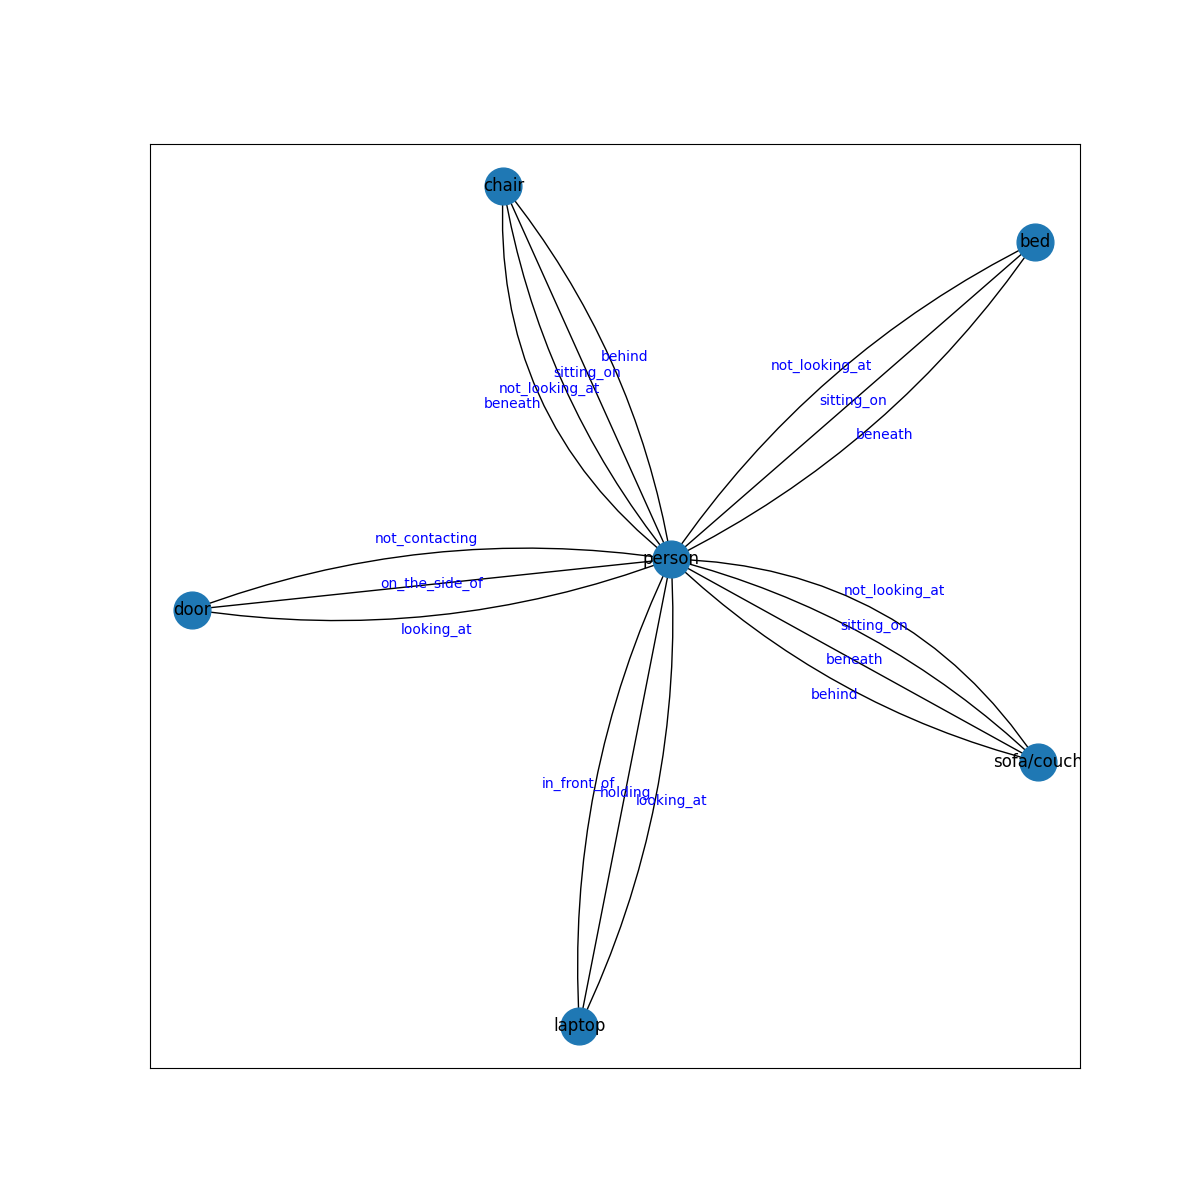 chair
bed
behind
not_looking_at
sitting_on
not_looking_at
sitting_on
beneath
beneath
not_contacting
person
on_the_side_of
not_looking_at
door
sitting_on
looking_at
beneath
behind
sofa/couch
in_front_of
holding
looking_at
laptop